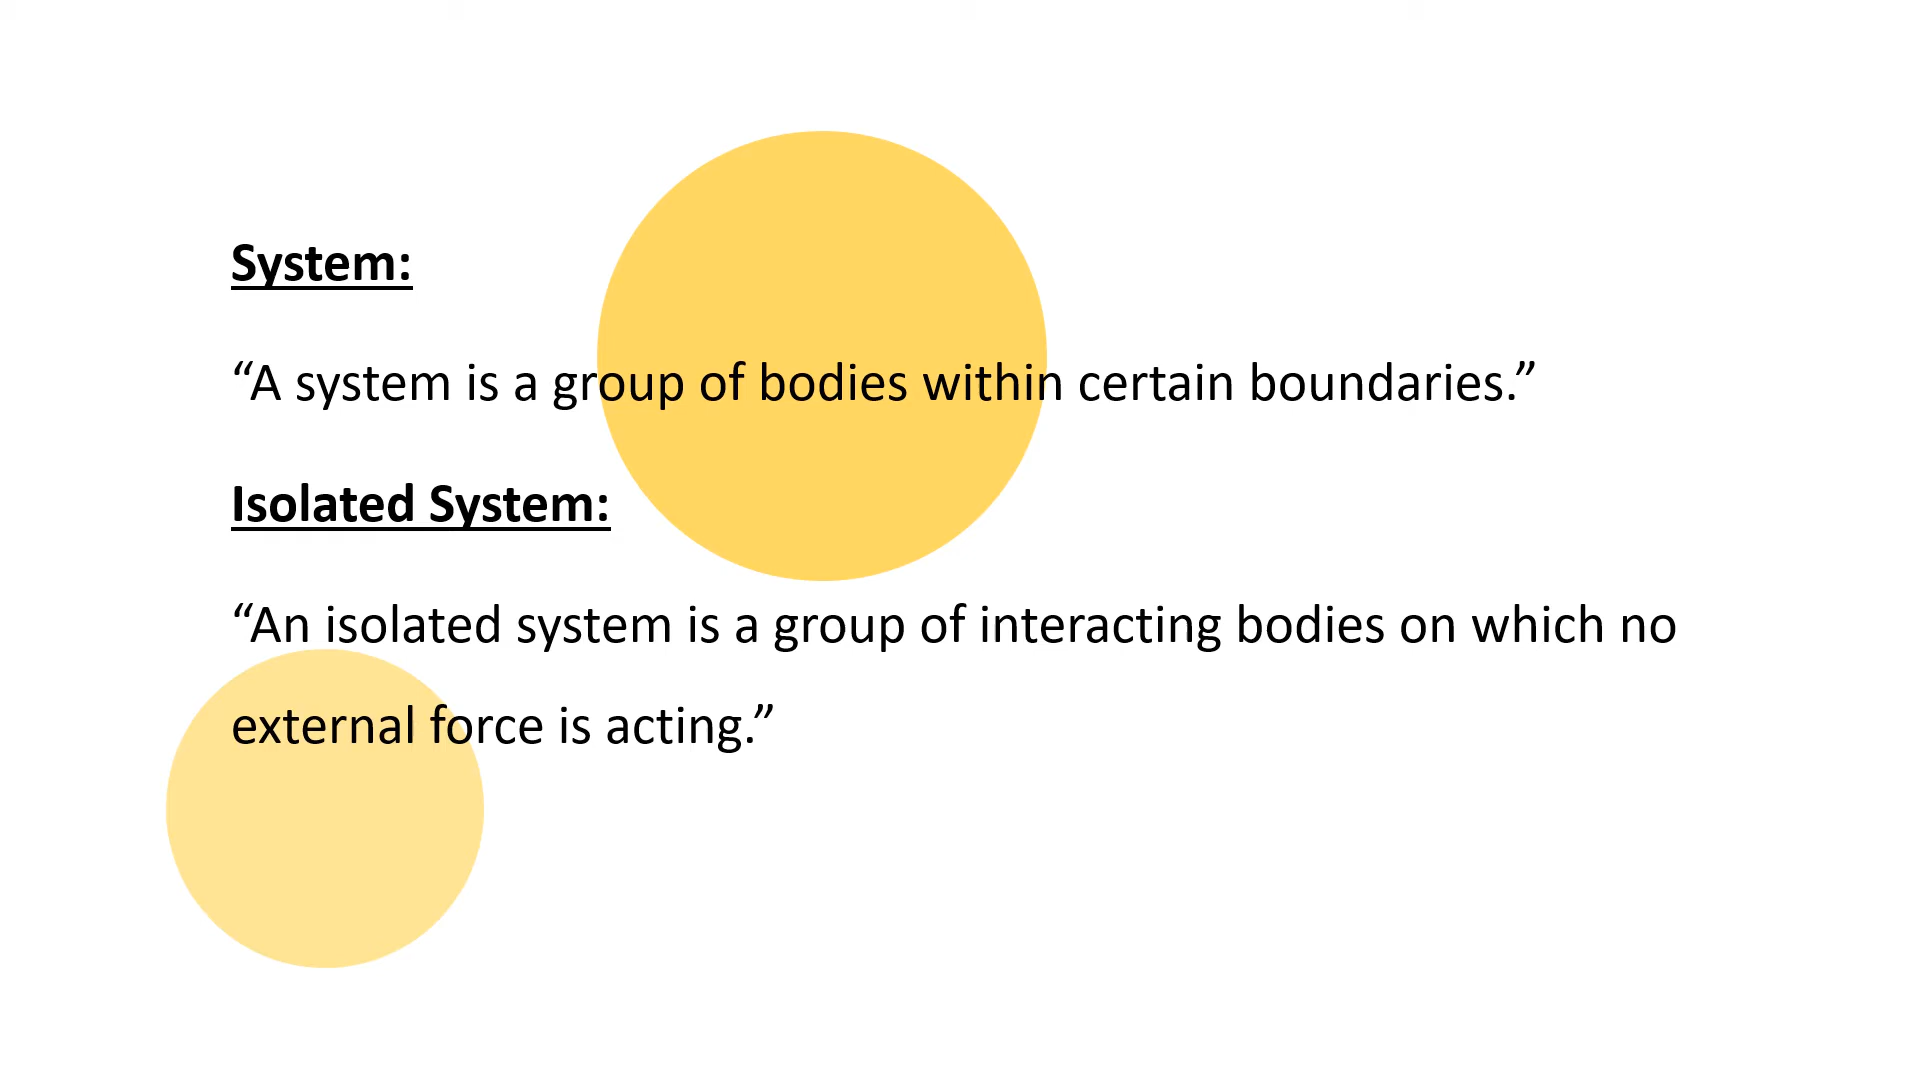 System:
“A system is a group of bodies within certain boundaries.”
Isolated System:
“An isolated system is a group of interacting bodies on which no
external force is acting.”